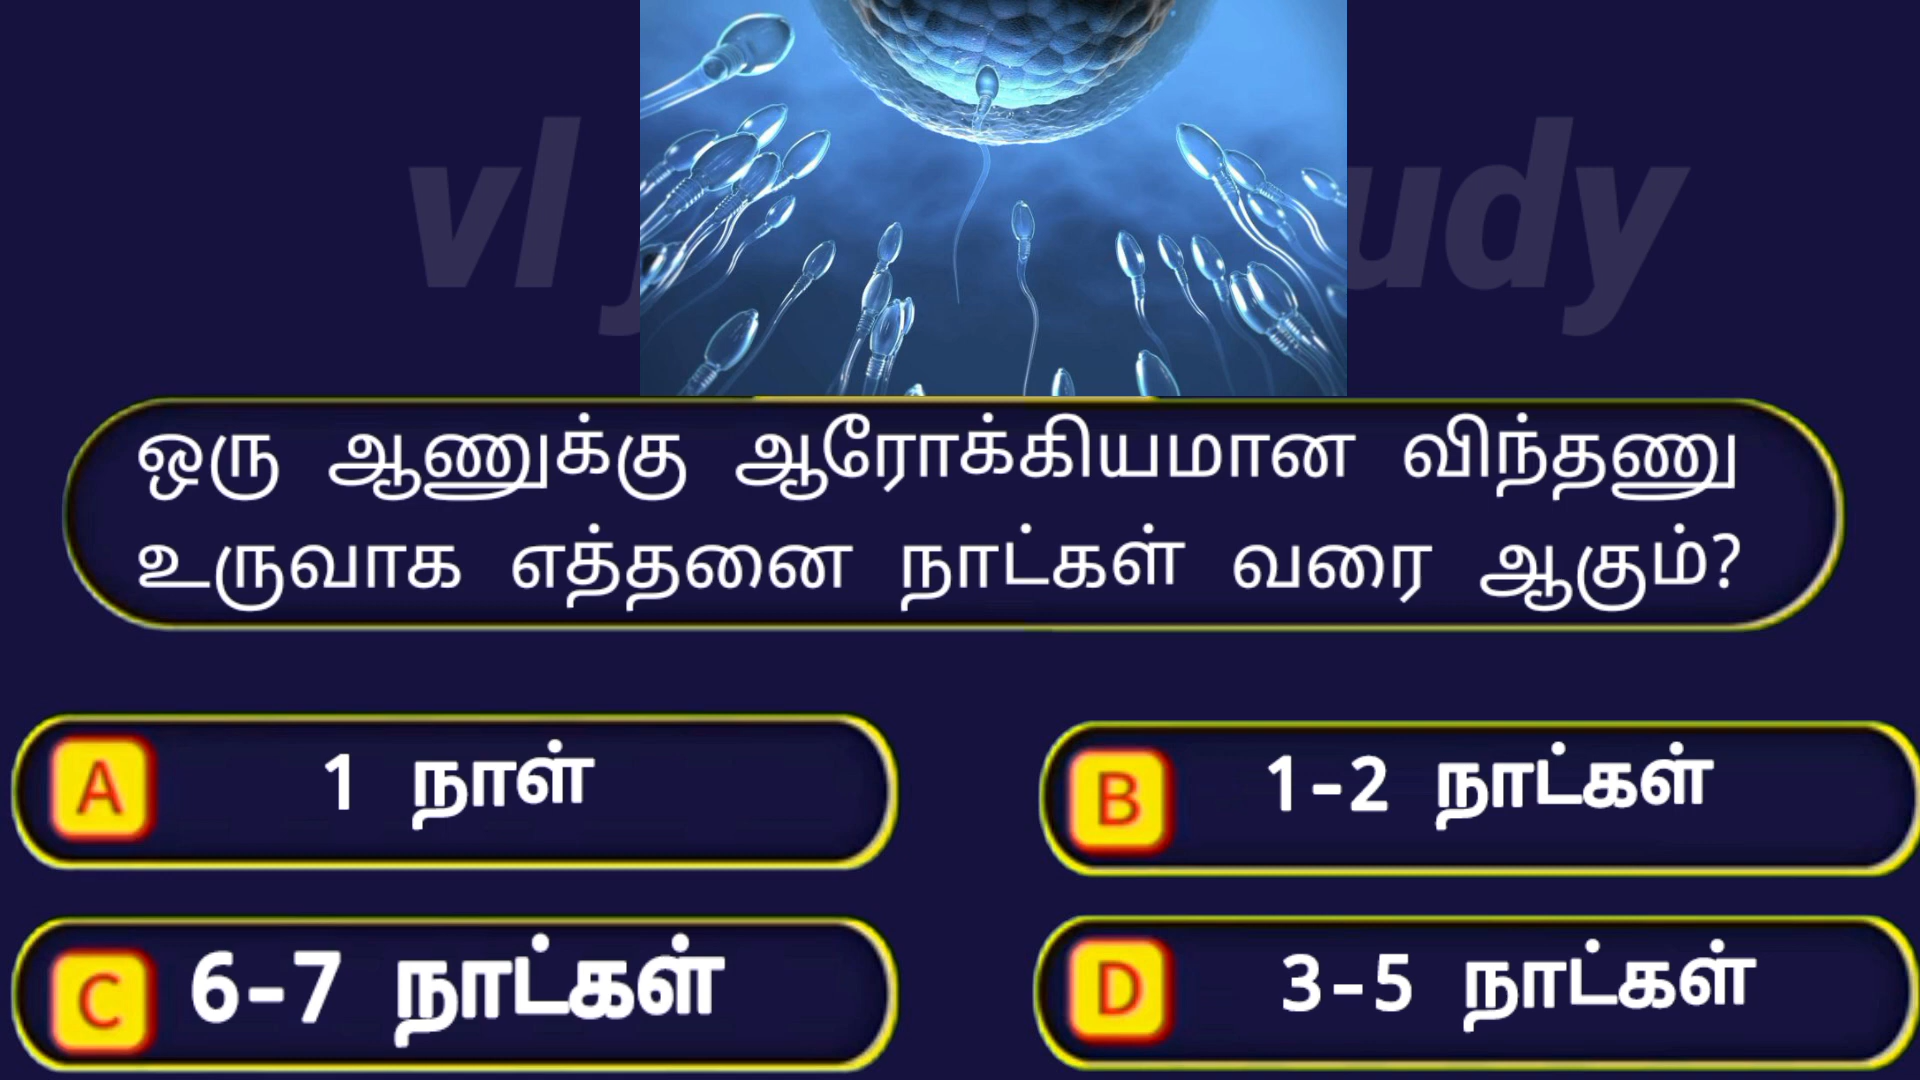 ஒரு ஆணுக்கு ஆரோக்கியமான விந்தணு
உருவாக எத்தனை நாட்கள் வரை ஆகும்?
A 1 நாள்
B 1-2 நாட்கள்
C 6-7 நாட்கள்
D 3-5 நாட்கள்